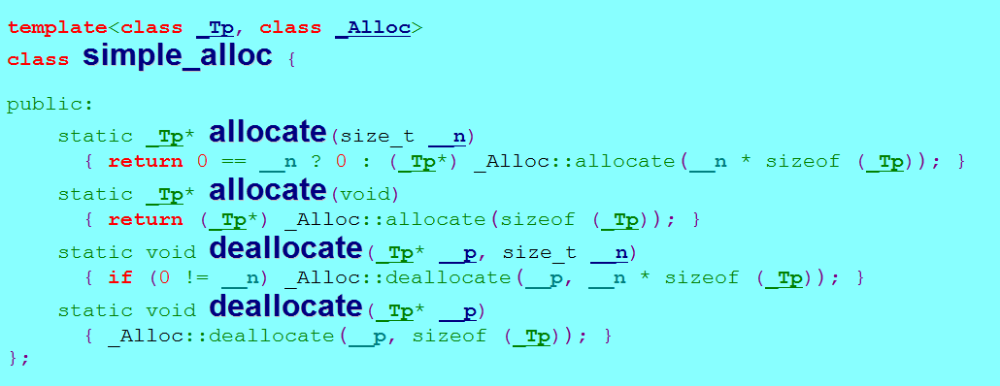 template<class _Tp, class _Alloc>
class simple_alloc {
public:
static _Tp* allocate(size_t __n)
{ return 0 == __n ? 0 : (_Tp*) _Alloc::allocate(__n * sizeof (_Tp)); }
static _Tp* allocate(void)
{ return (_Tp*) _Alloc::allocate(sizeof (_Tp)); }
static void deallocate(_Tp* __p, size_t __n)
{ if (0 != __n) _Alloc::deallocate(__p, __n * sizeof (_Tp)); }
static void deallocate(_Tp* __p)
{ _Alloc::deallocate(__p, sizeof (_Tp)); }
};